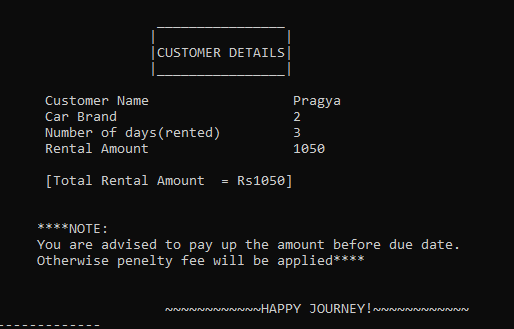 CUSTOMER DETAILS
Customer Name Pragya
Car Brand 2
Number of days(rented) 3
Rental Amount 1050
[Total Rental Amount = Rs1050]
****NOTE:
You are advised to pay up the amount before due date.
Otherwise penelty fee will be applied****
~~~~~~~~~~~~HAPPY JOURNEY!~~~~~~~~~~~~
-------------